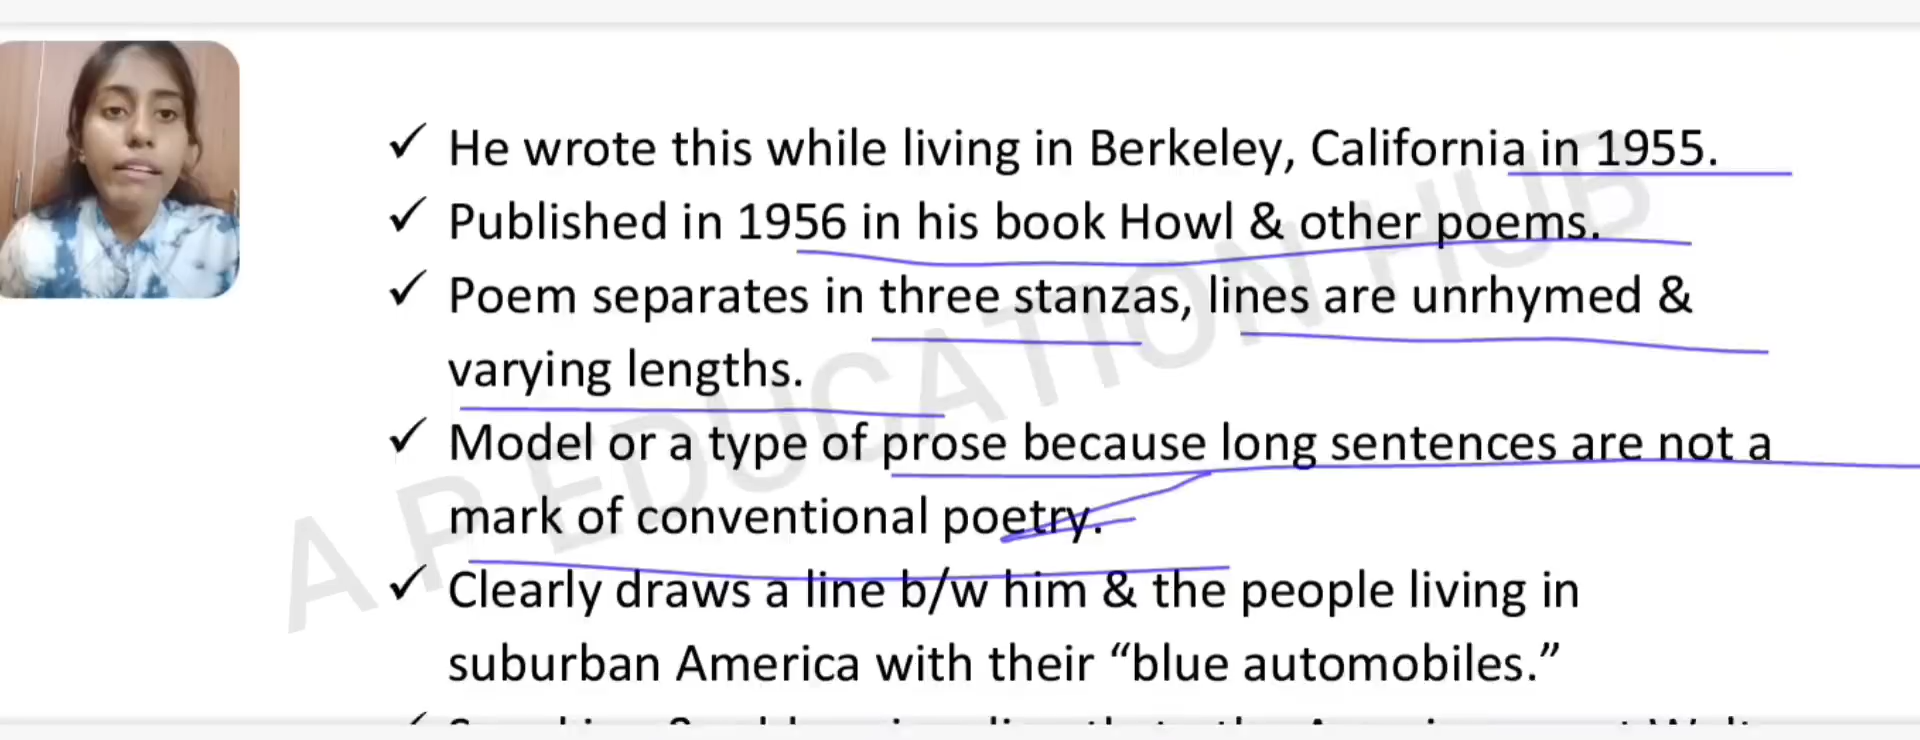 ✓ He wrote this while living in Berkeley, California in 1955.
✓ Published in 1956 in his book Howl & other poems.
✓ Poem separates in three stanzas, lines are unrhymed &
varying lengths.
✓ Model or a type of prose because long sentences are not a
mark of conventional poetry.
✓ Clearly draws a line b/w him & the people living in
suburban America with their “blue automobiles.”
A P EDUCATION HUB